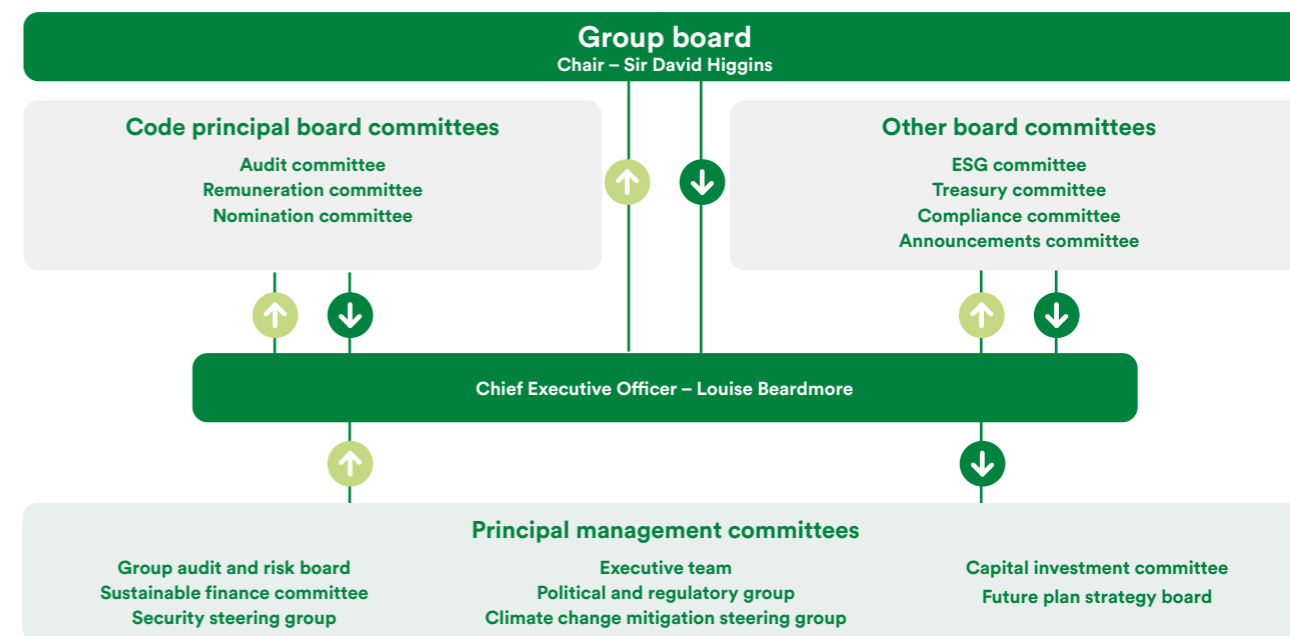 Group board
Chair – Sir David Higgins
Code principal board committees
Audit committee
Remuneration committee
Nomination committee
Other board committees
ESG committee
Treasury committee
Compliance committee
Announcements committee
Chief Executive Officer – Louise Beardmore
Principal management committees
Group audit and risk board
Sustainable finance committee
Security steering group
Executive team
Political and regulatory group
Climate change mitigation steering group
Capital investment committee
Future plan strategy board